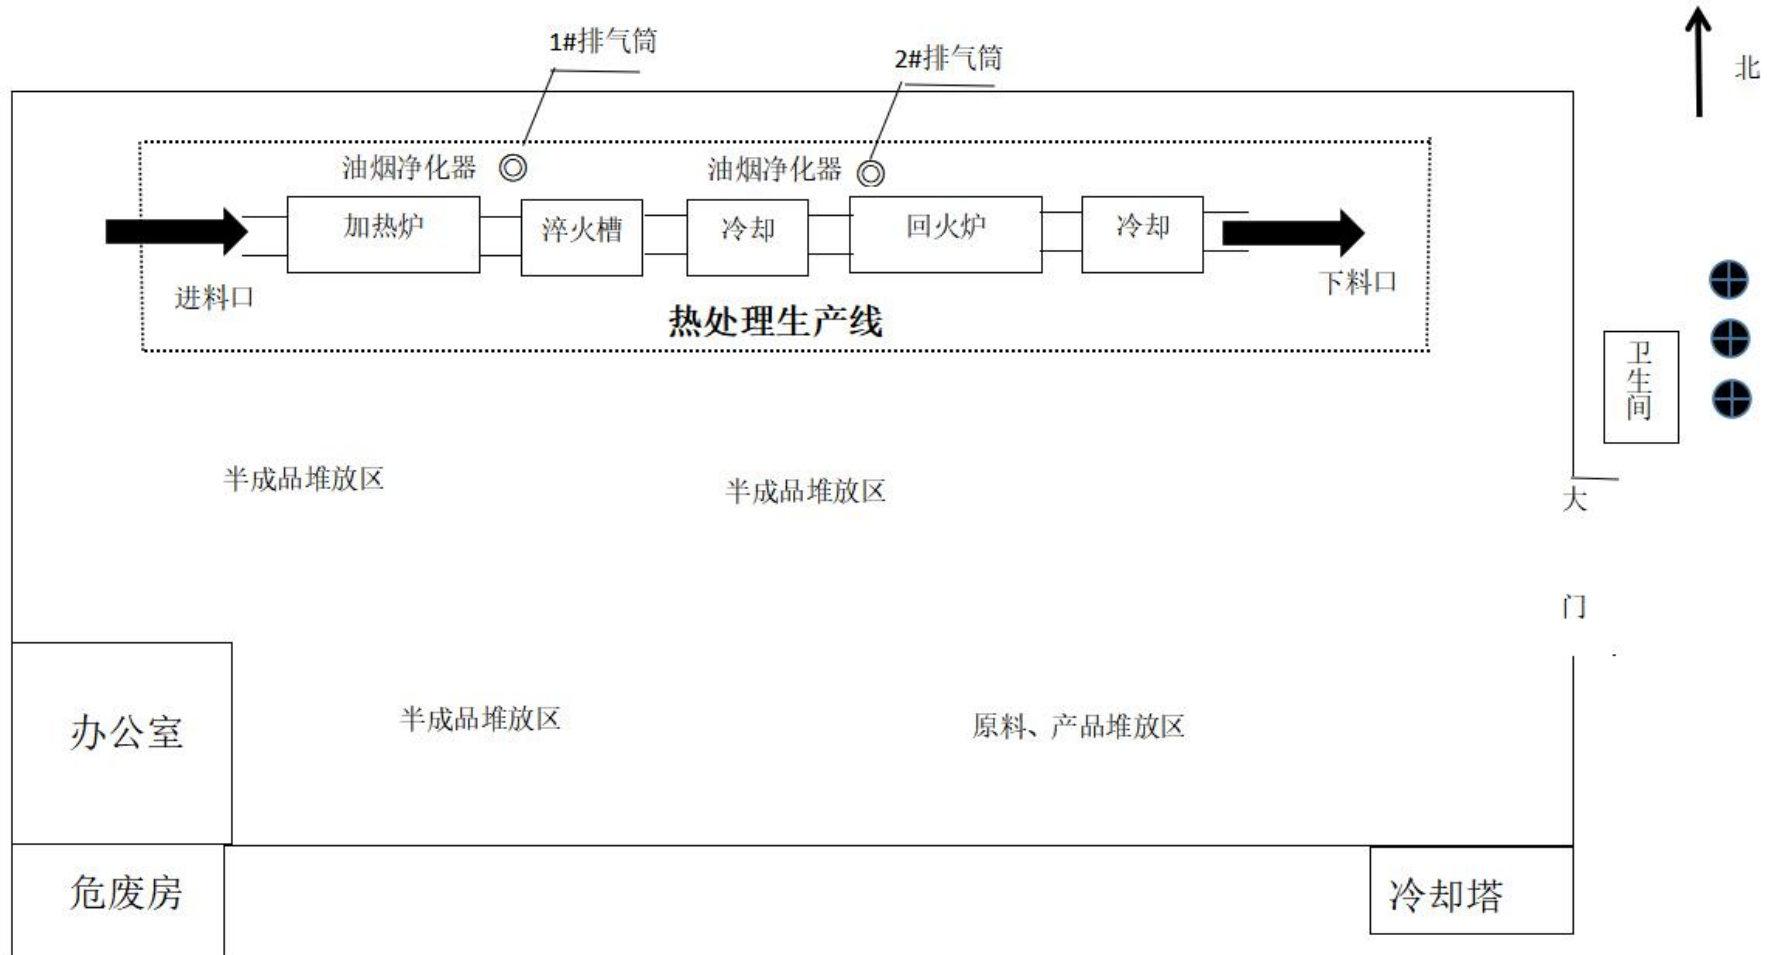 1#排气筒
2#排气筒
北
油烟净化器
油烟净化器
加热炉
淬火槽
冷却
回火炉
冷却
进料口
下料口
热处理生产线
卫生间
半成品堆放区
半成品堆放区
大门
半成品堆放区
原料、产品堆放区
办公室
危废房
冷却塔